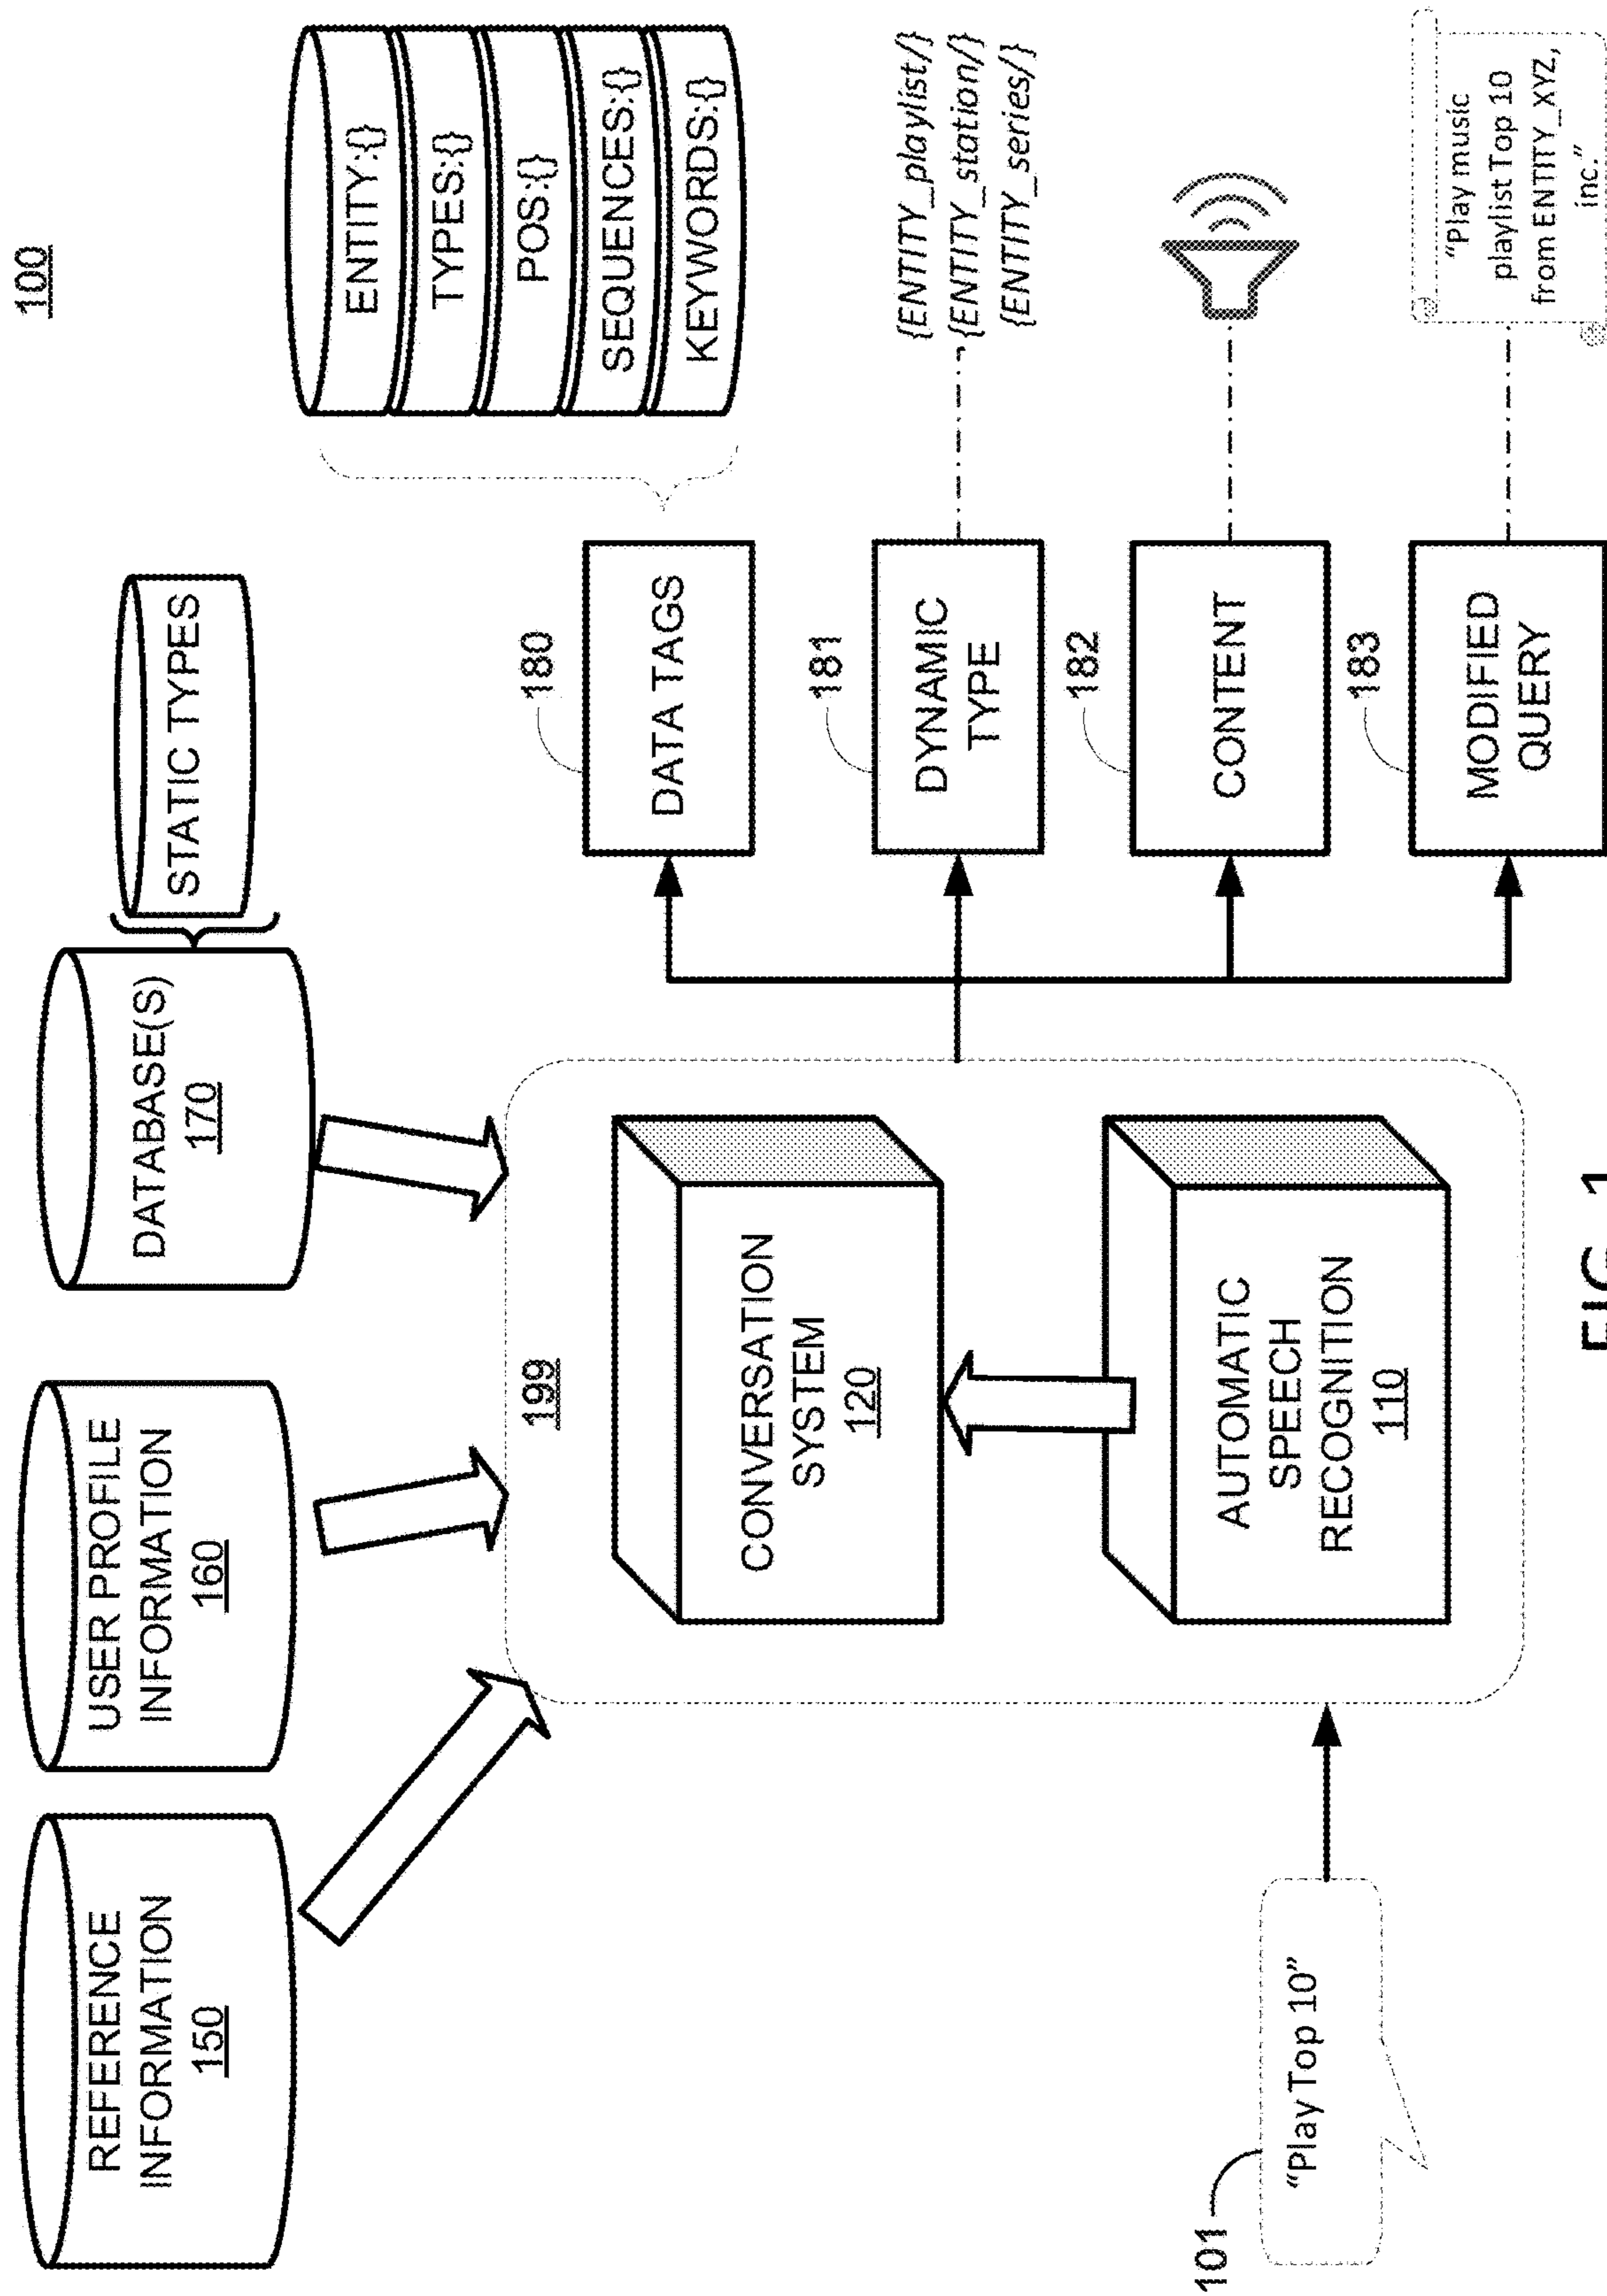 100
REFERENCE
INFORMATION
150
USER PROFILE
INFORMATION
160
DATABASE(S)
170
STATIC TYPES
ENTITY:{}
TYPES:{}
POS:{}
SEQUENCES:{}
KEYWORDS:{}
199
CONVERSATION
SYSTEM
120
AUTOMATIC
SPEECH
RECOGNITION
110
101
“Play Top 10”
180
DATA TAGS
181
DYNAMIC
TYPE
{ENTITY_playlist/}
{ENTITY_station/}
{ENTITY_series/}
182
CONTENT
183
MODIFIED
QUERY
“Play music
playlist Top 10
from ENTITY_XYZ,
inc.”
FIG. 1